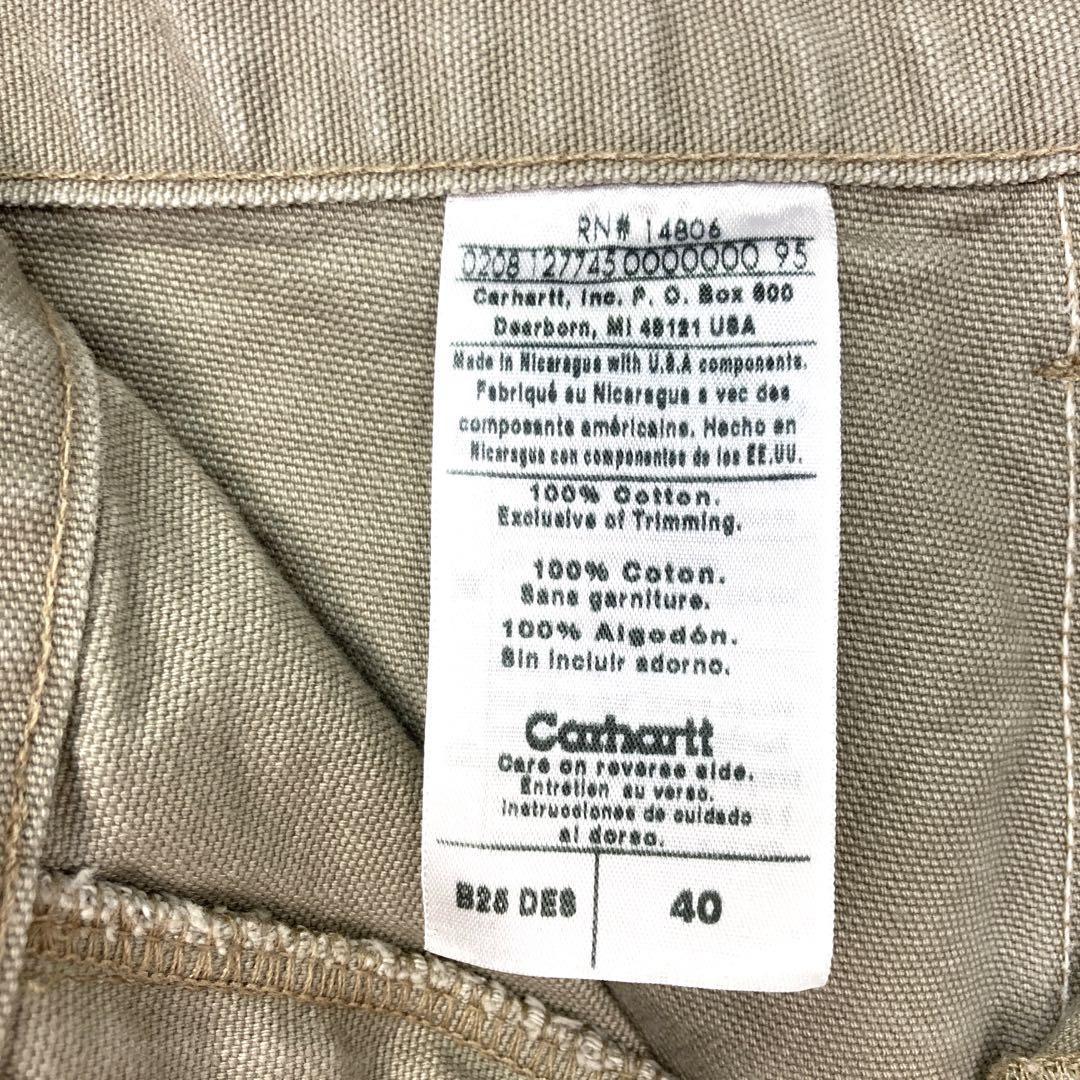 RN# 14806
0208 127745 0000000 95
Carhartt, Inc. P. O. Box 600
Dearborn, MI 48121 USA
Made in Nicaragua with U.S.A components.
Fabriqué au Nicaragua a vec des
composants américains. Hecho en
Nicaragua con componentes de los EE.UU.
100% Cotton.
Exclusive of Trimming.
100% Coton.
Sans garniture.
100% Algodón.
Sin incluir adorno.
Carhartt
Care on reverse side.
Entretien au verso.
Instrucciones de cuidado
al dorso.
DES
40